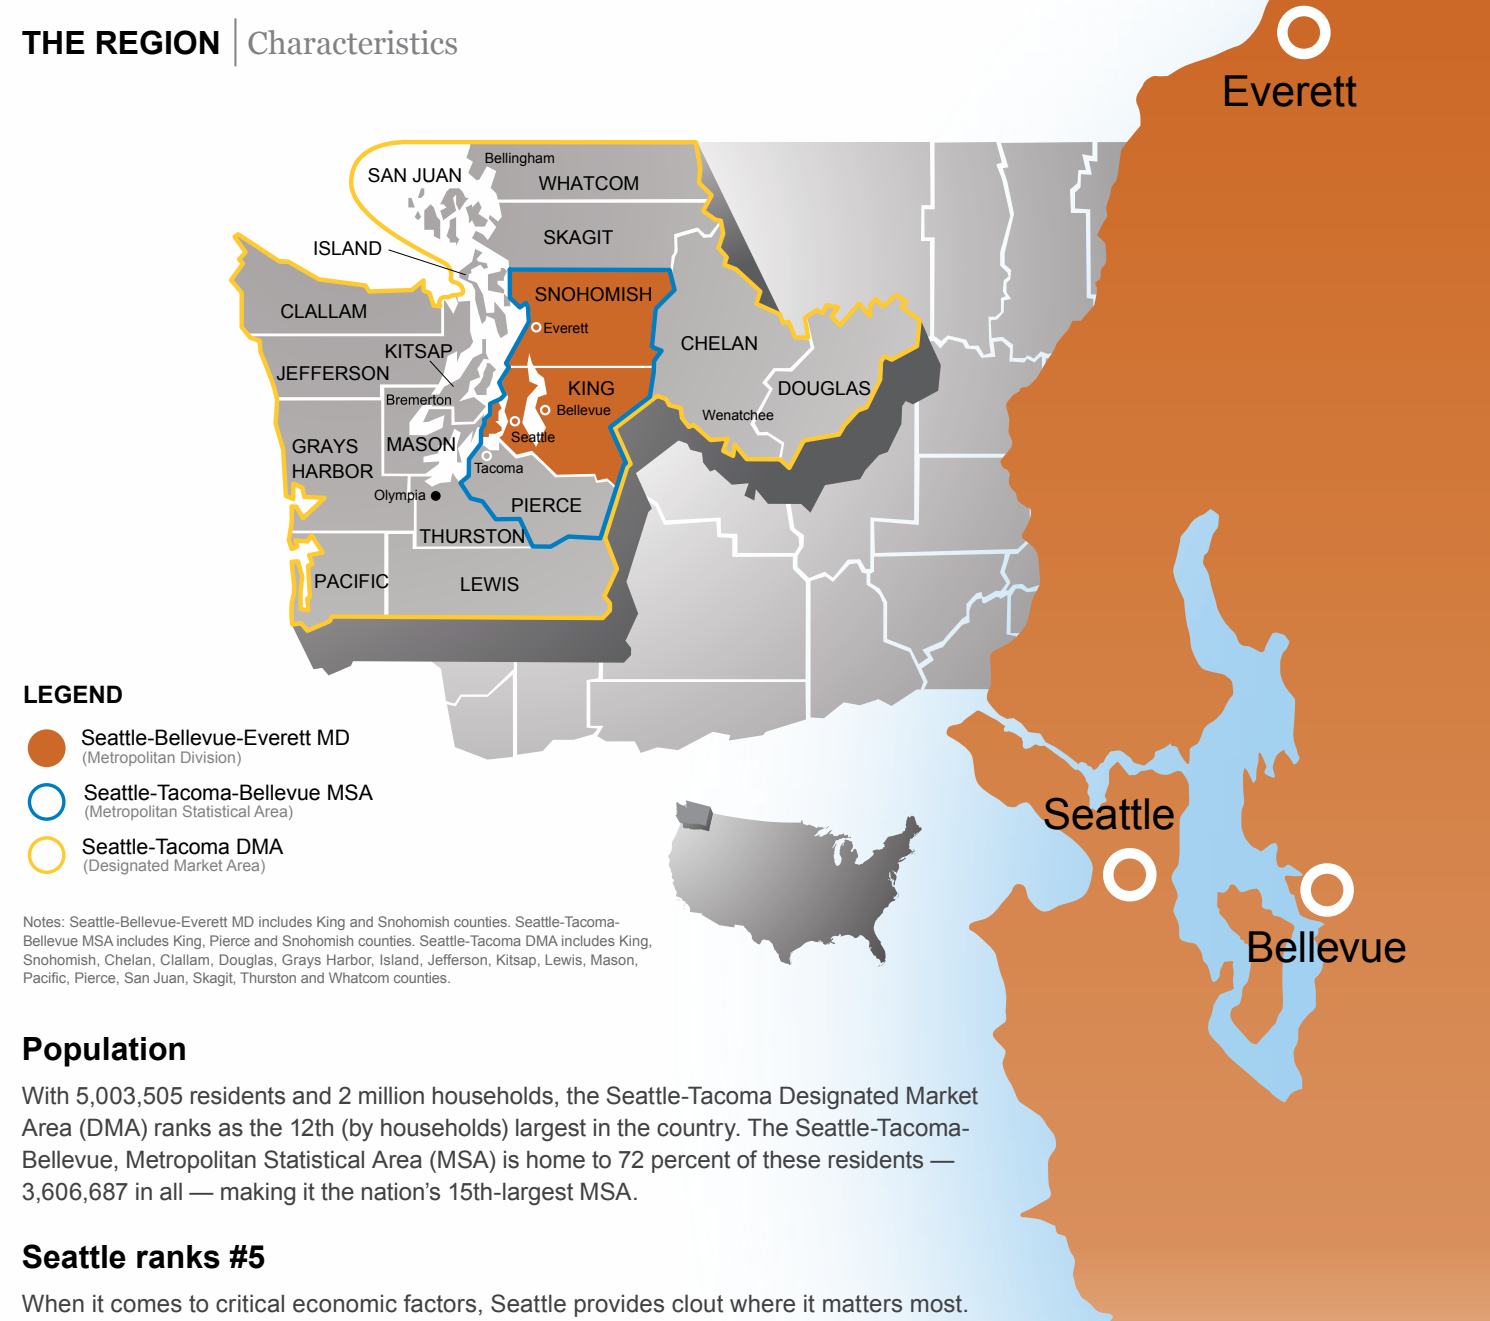 THE REGION | Characteristics
Everett
Bellingham
SAN JUAN
WHATCOM
SKAGIT
ISLAND
SNOHOMISH
CLALLAM
Everett
CHELAN
KITSAP
JEFFERSON
KING
DOUGLAS
Bremerton
Bellevue
Wenatchee
Seattle
GRAYS
HARBOR
MASON
Tacoma
Olympia
PIERCE
THURSTON
PACIFIC
LEWIS
LEGEND
Seattle-Bellevue-Everett MD
(Metropolitan Division)
Seattle-Tacoma-Bellevue MSA
(Metropolitan Statistical Area)
Seattle-Tacoma DMA
(Designated Market Area)
Seattle
Bellevue
Notes: Seattle-Bellevue-Everett MD includes King and Snohomish counties. Seattle-Tacoma-
Bellevue MSA includes King, Pierce and Snohomish counties. Seattle-Tacoma DMA includes King,
Snohomish, Chelan, Clallam, Douglas, Grays Harbor, Island, Jefferson, Kitsap, Lewis, Mason,
Pacific, Pierce, San Juan, Skagit, Thurston and Whatcom counties.
Population
With 5,003,505 residents and 2 million households, the Seattle-Tacoma Designated Market
Area (DMA) ranks as the 12th (by households) largest in the country. The Seattle-Tacoma-
Bellevue, Metropolitan Statistical Area (MSA) is home to 72 percent of these residents —
3,606,687 in all — making it the nation’s 15th-largest MSA.
Seattle ranks #5
When it comes to critical economic factors, Seattle provides clout where it matters most.